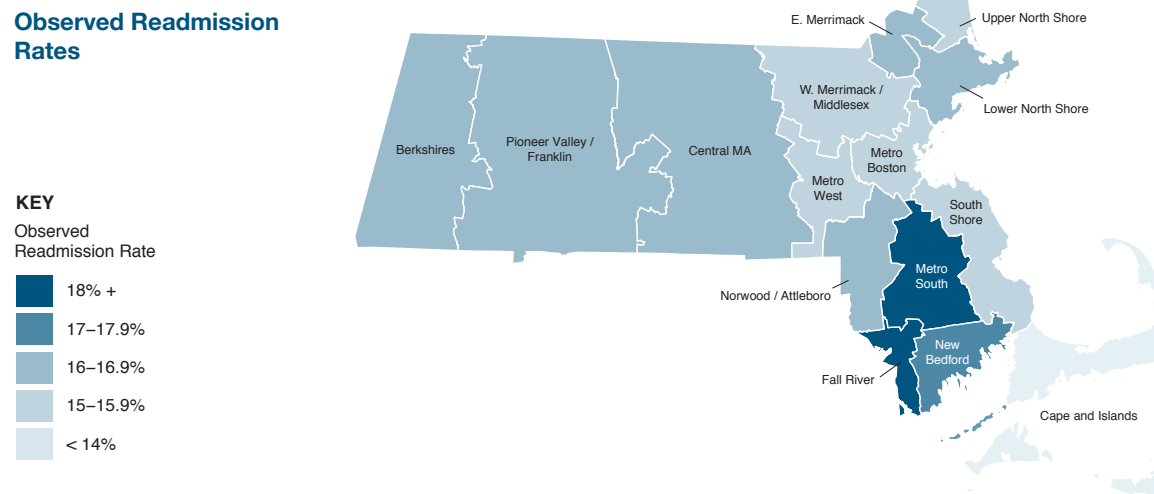 Observed Readmission
Rates
E. Merrimack
Upper North Shore
W. Merrimack /
Middlesex
Lower North Shore
Berkshires
Pioneer Valley /
Franklin
Central MA
Metro
Boston
Metro
West
South
Shore
KEY
Observed
Readmission Rate
18% +
17–17.9%
16–16.9%
15–15.9%
< 14%
Metro
South
Norwood / Attleboro
New
Bedford
Fall River
Cape and Islands